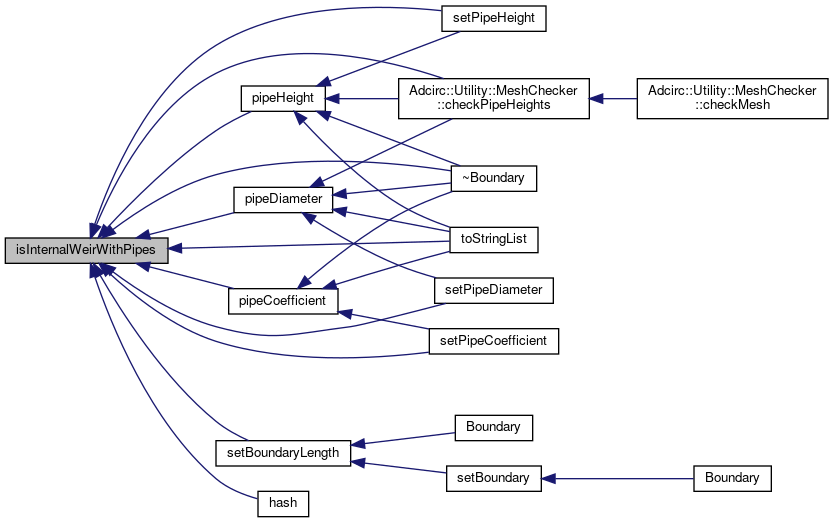 setPipeHeight
pipeHeight
Adcirc::Utility::MeshChecker
::checkPipeHeights
Adcirc::Utility::MeshChecker
::checkMesh
~Boundary
pipeDiameter
toStringList
isInternalWeirWithPipes
setPipeDiameter
pipeCoefficient
setPipeCoefficient
Boundary
setBoundaryLength
setBoundary
Boundary
hash